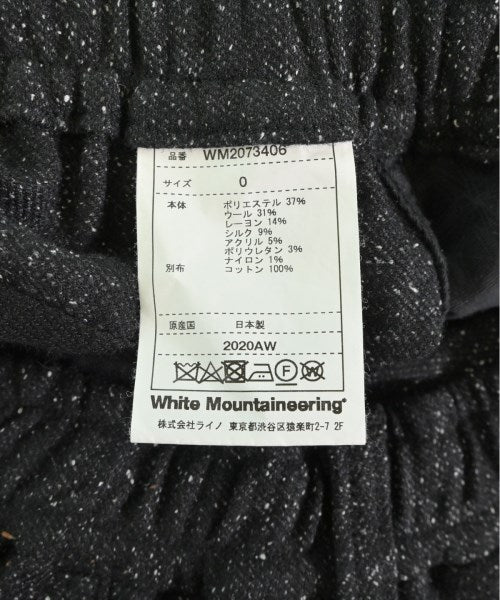 品番 WM2073406
サイズ 0
本体 ポリエステル 37%
ウール 31%
レーヨン 14%
シルク 9%
アクリル 5%
ポリウレタン 3%
ナイロン 1%
別布 コットン 100%
原産国 日本製
2020AW
F W
White Mountaineering®
株式会社ライノ 東京都渋谷区猿楽町2-7 2F